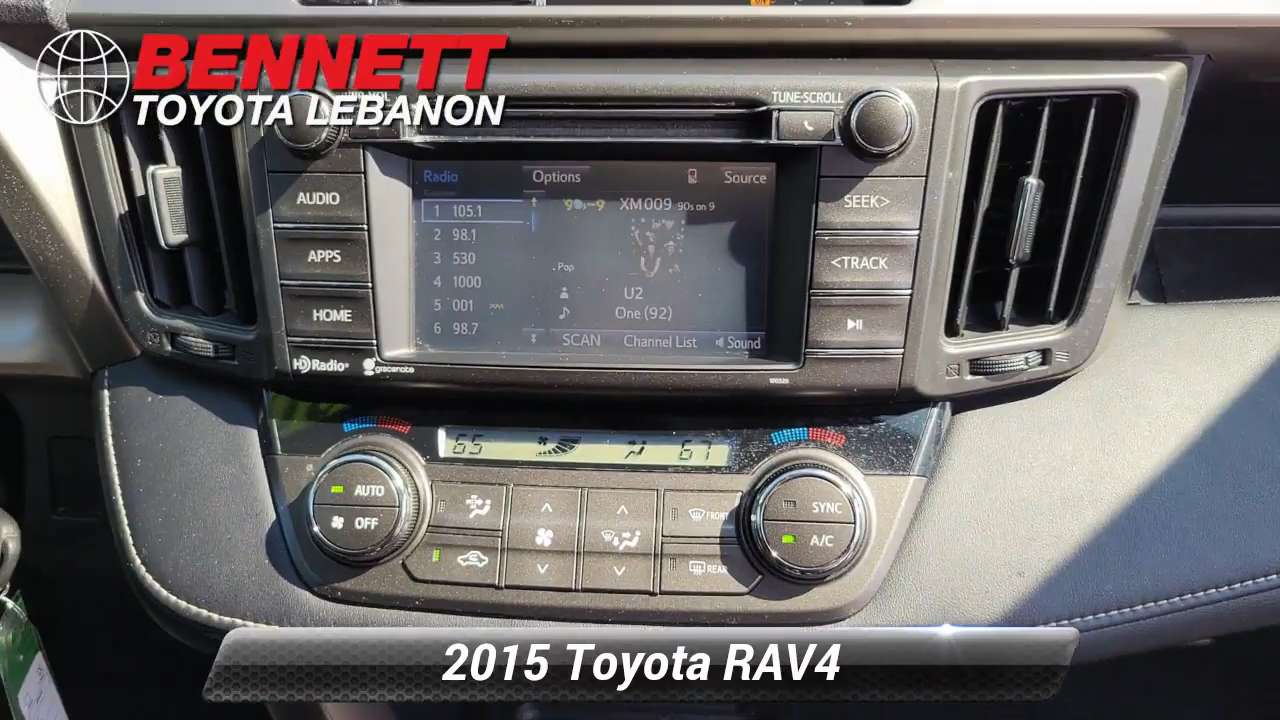 BENNETT
TOYOTA LEBANON
TUNE·SCROLL
Radio Options Source
1 105.1
2 98.1
3 530
4 1000
5 001
6 98.7
XM009 90s on 9
Pop
U2
One (92)
SCAN Channel List Sound
AUDIO
APPS
HOME
SEEK>
<TRACK
HD Radio
gracenote
65 67
AUTO
OFF
FRONT
REAR
SYNC
A/C
2015 Toyota RAV4